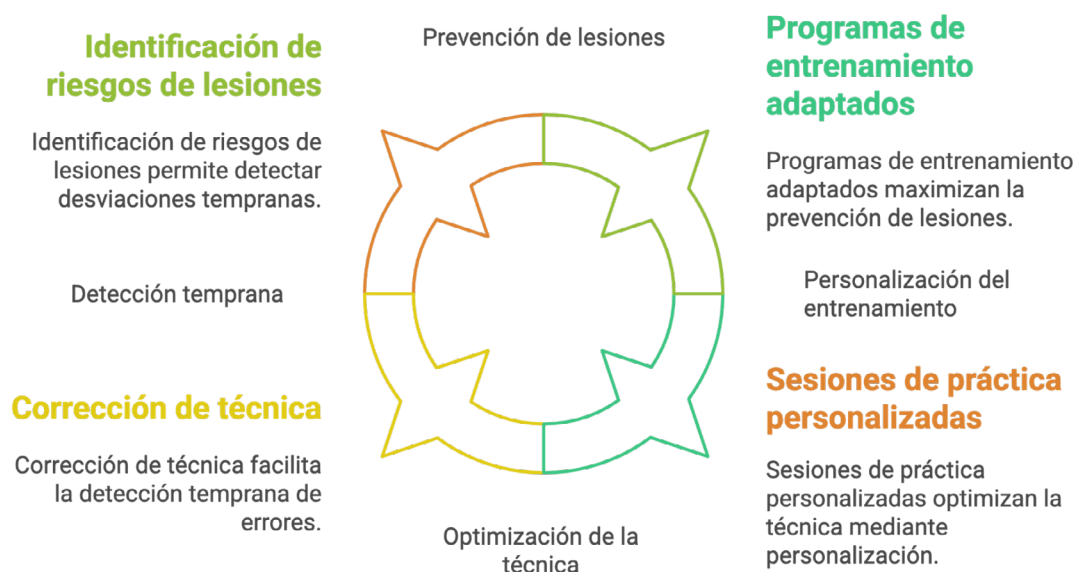 Identificación de
riesgos de lesiones
Identificación de riesgos de
lesiones permite detectar
desviaciones tempranas.
Prevención de lesiones
Programas de
entrenamiento
adaptados
Programas de entrenamiento
adaptados maximizan la
prevención de lesiones.
Detección temprana
Personalización del
entrenamiento
Corrección de técnica
Corrección de técnica facilita
la detección temprana de
errores.
Sesiones de práctica
personalizadas
Sesiones de práctica
personalizadas optimizan la
técnica mediante
personalización.
Optimización de la
técnica